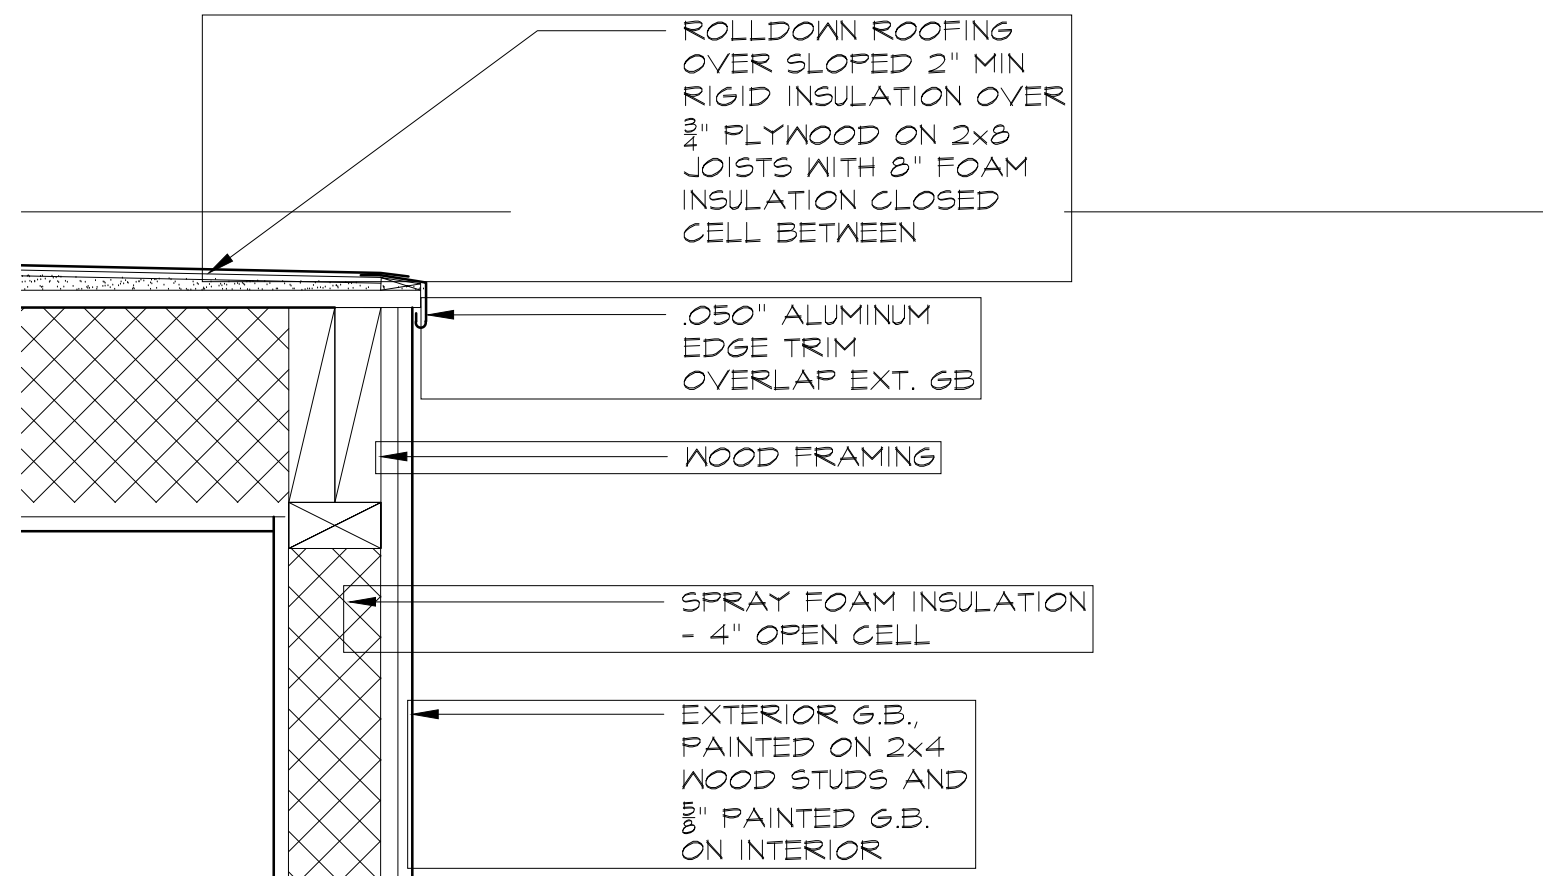 ROLLDOWN ROOFING
OVER SLOPED 2" MIN
RIGID INSULATION OVER
3/4" PLYWOOD ON 2x8
JOISTS WITH 8" FOAM
INSULATION CLOSED
CELL BETWEEN
.050" ALUMINUM
EDGE TRIM
OVERLAP EXT. GB
WOOD FRAMING
SPRAY FOAM INSULATION
- 4" OPEN CELL
EXTERIOR G.B.,
PAINTED ON 2x4
WOOD STUDS AND
5/8" PAINTED G.B.
ON INTERIOR